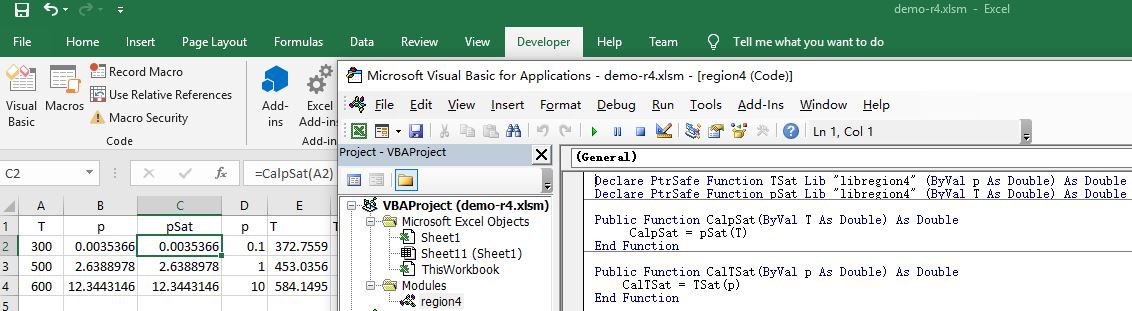 demo-r4.xlsm - Excel
File Home Insert Page Layout Formulas Data Review View Developer Help Team Tell me what you want to do
Visual Basic
Macros
Record Macro
Use Relative References
Macro Security
Code
Add-ins
Excel Add-in
Add-in
C2 fx =CalpSat(A2)
A B C D E
1 T p pSat p T
2 300 0.0035366 0.0035366 0.1 372.7559
3 500 2.6388978 2.6388978 1 453.0356
4 600 12.3443146 12.3443146 10 584.1495
5
Microsoft Visual Basic for Applications - demo-r4.xlsm - [region4 (Code)]
File Edit View Insert Format Debug Run Tools Add-Ins Window Help
Ln 1, Col 1
Project - VBAProject
VBAProject (demo-r4.xlsm)
Microsoft Excel Objects
Sheet1
Sheet11 (Sheet1)
ThisWorkbook
Modules
region4
(General)
Declare PtrSafe Function TSat Lib "libregion4" (ByVal p As Double) As Double
Declare PtrSafe Function pSat Lib "libregion4" (ByVal T As Double) As Double
Public Function CalpSat(ByVal T As Double) As Double
CalpSat = pSat(T)
End Function
Public Function CalTSat(ByVal p As Double) As Double
CalTSat = TSat(p)
End Function